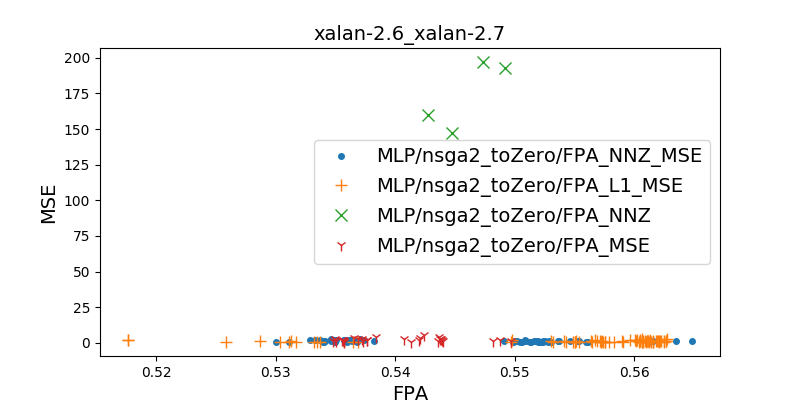 xalan-2.6_xalan-2.7
200
175
150
125
100
75
50
25
0
MSE
MLP/nsga2_toZero/FPA_NNZ_MSE
MLP/nsga2_toZero/FPA_L1_MSE
MLP/nsga2_toZero/FPA_NNZ
MLP/nsga2_toZero/FPA_MSE
0.52 0.53 0.54 0.55 0.56
FPA